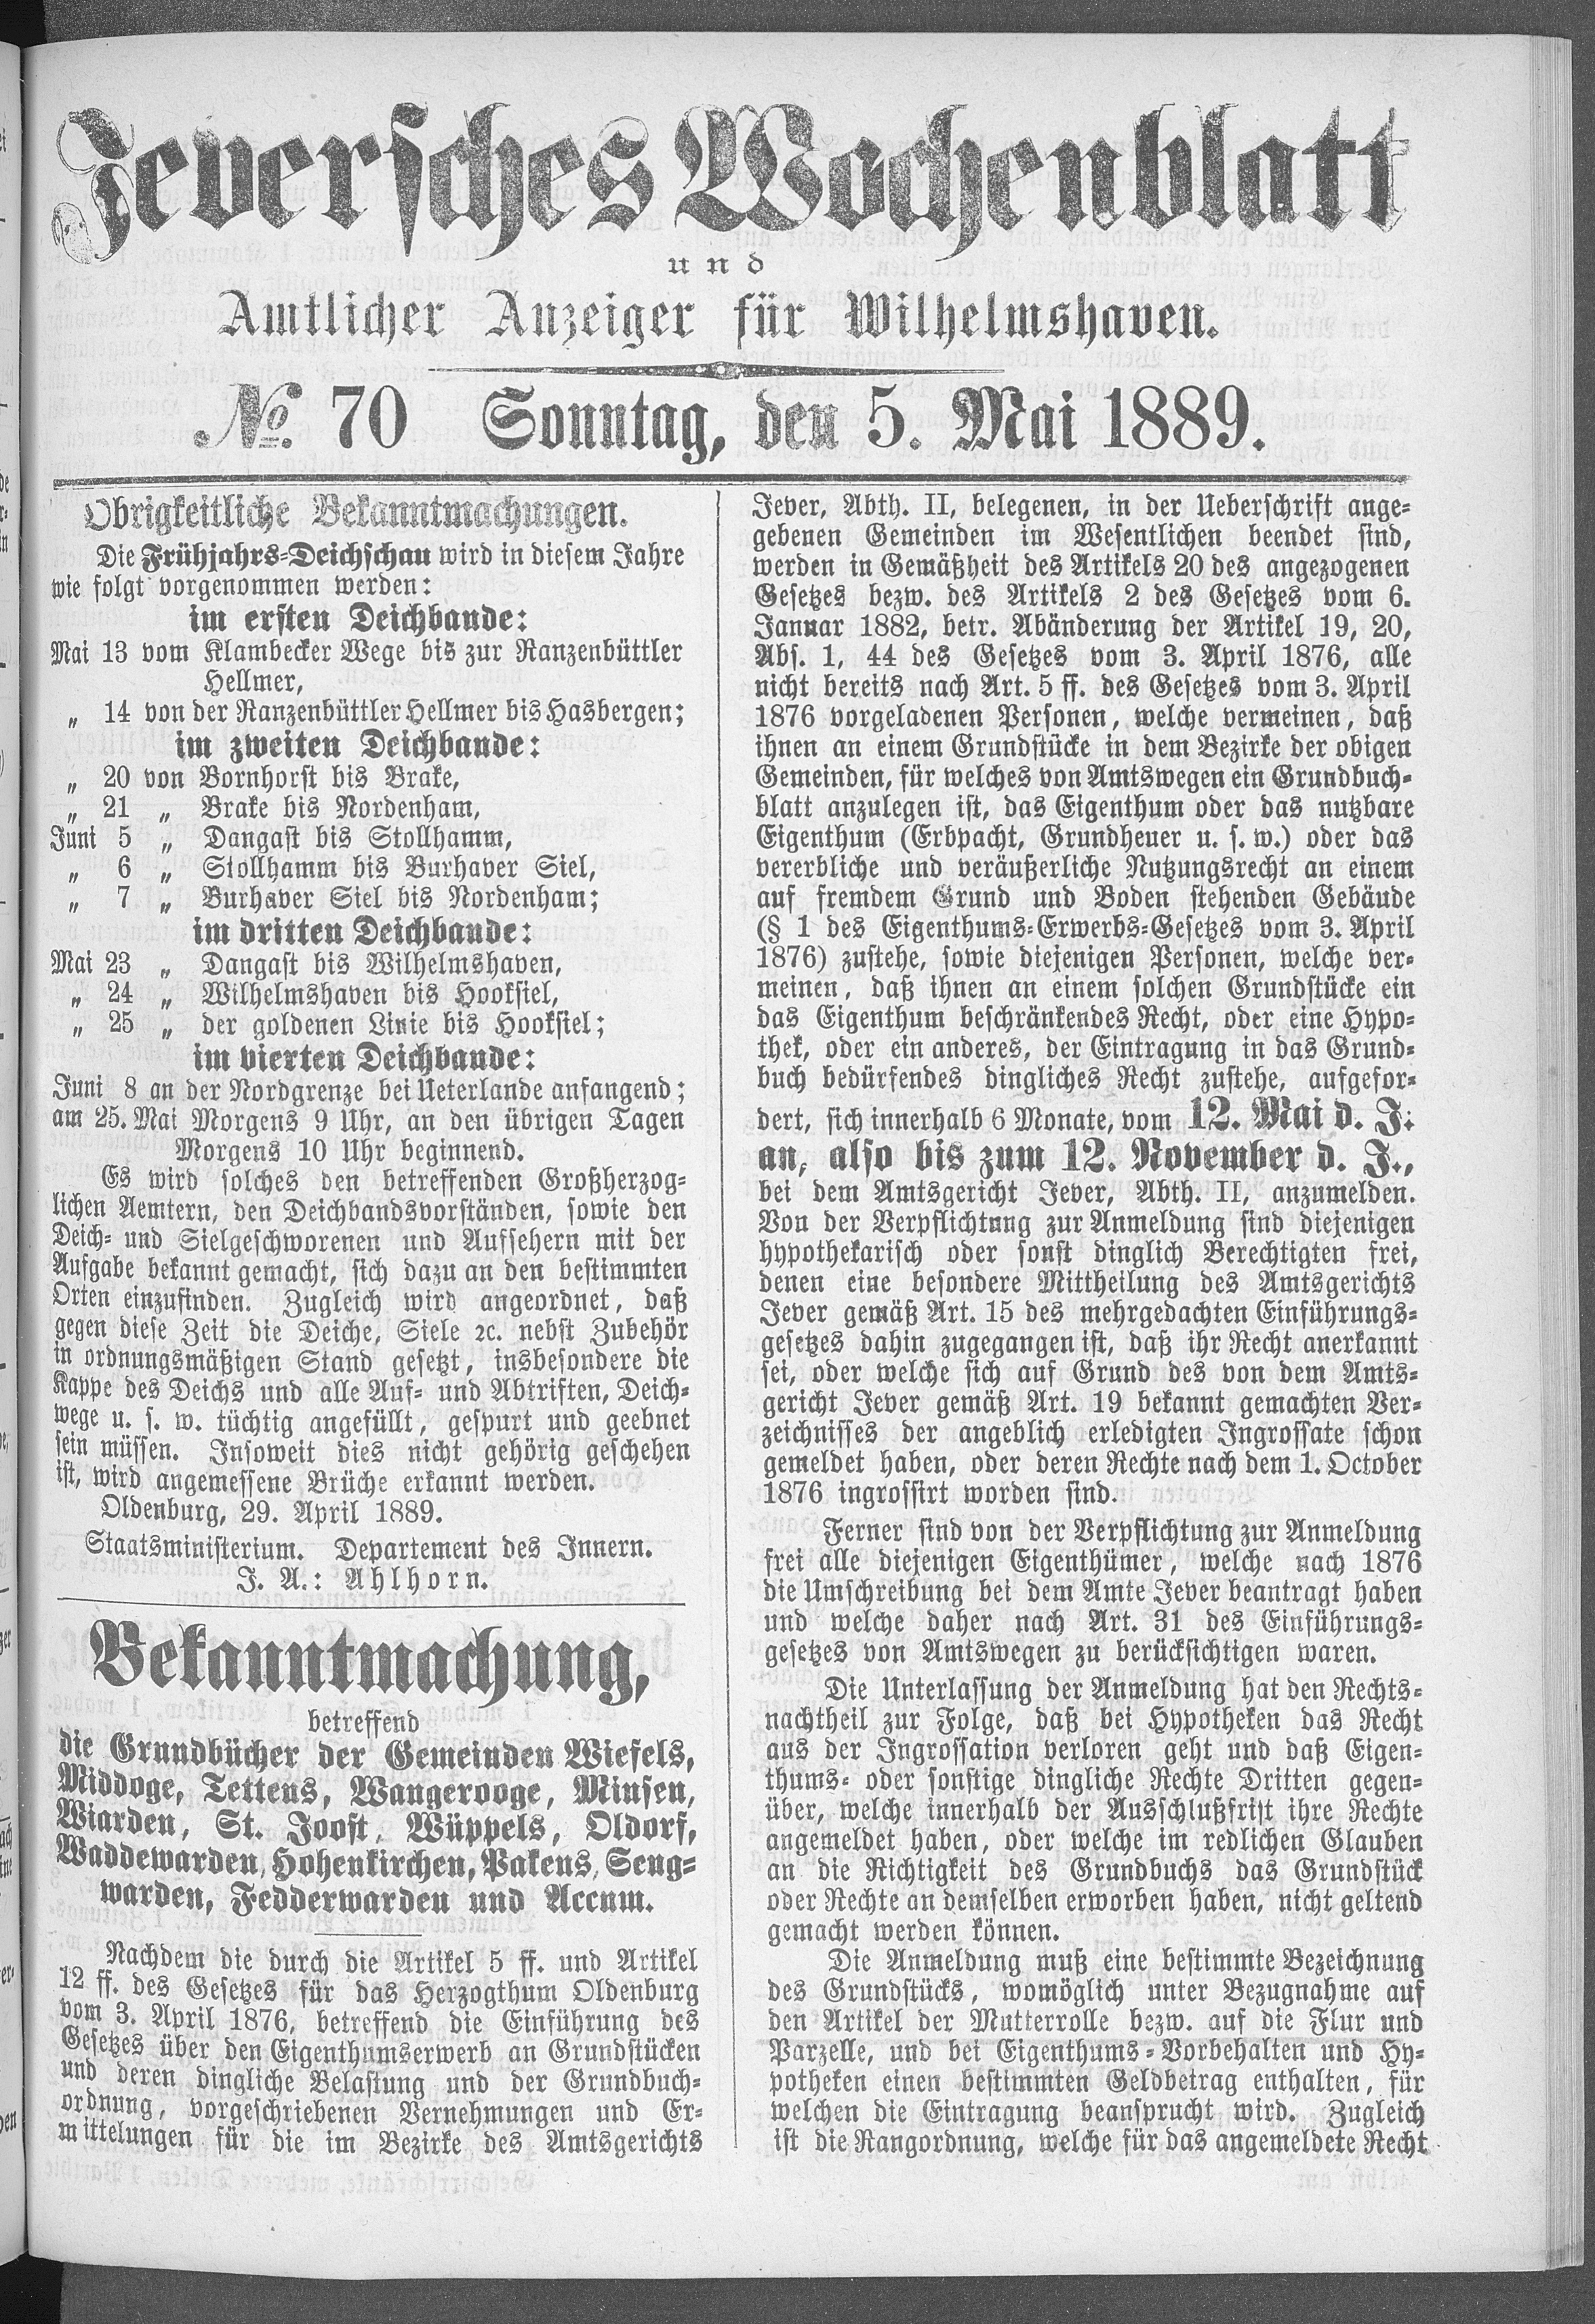 Jeversches Wochenblatt
und
Amtlicher Anzeiger für Wilhelmshaven.
No. 70 Sonntag, den 5. Mai 1889.
Obrigkeitliche Bekanntmachungen.
Die Frühjahrs-Deichschau wird in diesem Jahre
wie folgt vorgenommen werden:
im ersten Deichbande:
Mai 13 vom Klambecker Wege bis zur Ranzenbüttler
Hellmer,
„ 14 von der Ranzenbüttler Hellmer bis Hasbergen;
im zweiten Deichbande:
„ 20 von Bornhorst bis Brake,
„ 21 „ Brake bis Nordenham,
Juni 5 „ Dangast bis Stollhamm,
„ 6 „ Stollhamm bis Burhaver Siel,
„ 7 „ Burhaver Siel bis Nordenham;
im dritten Deichbande:
Mai 23 „ Dangast bis Wilhelmshaven,
„ 24 „ Wilhelmshaven bis Hooksiel,
„ 25 „ der goldenen Linie bis Hooksiel;
im vierten Deichbande:
Juni 8 an der Nordgrenze bei Ueterlande anfangend;
am 25. Mai Morgens 9 Uhr, an den übrigen Tagen
Morgens 10 Uhr beginnend.
Es wird solches den betreffenden Großherzog-
lichen Aemtern, den Deichbandsvorständen, sowie den
Deich- und Sielgeschworenen und Aufsehern mit der
Aufgabe bekannt gemacht, sich dazu an den bestimmten
Orten einzufinden. Zugleich wird angeordnet, daß
gegen diese Zeit die Deiche, Siele ꝛc. nebst Zubehör
in ordnungsmäßigen Stand gesetzt, insbesondere die
Kappe des Deichs und alle Auf- und Abtriften, Deich-
wege u. s. w. tüchtig angefüllt, gespurt und geebnet
sein müssen. Insoweit dies nicht gehörig geschehen
ist, wird angemessene Brüche erkannt werden.
Oldenburg, 29. April 1889.
Staatsministerium. Departement des Innern.
J. A.: Ahlhorn.
Bekanntmachung,
betreffend
die Grundbücher der Gemeinden Wiefels,
Middoge, Tettens, Wangerooge, Minsen,
Wiarden, St. Joost, Wüppels, Oldorf,
Waddewarden, Hohenkirchen, Pakens, Seng-
warden, Fedderwarden und Accum.
Nachdem die durch die Artikel 5 ff. und Artikel
12 ff. des Gesetzes für das Herzogthum Oldenburg
vom 3. April 1876, betreffend die Einführung des
Gesetzes über den Eigenthumserwerb an Grundstücken
und deren dingliche Belastung und der Grundbuch-
ordnung, vorgeschriebenen Vernehmungen und Er-
mittelungen für die im Bezirke des Amtsgerichts
Jever, Abth. II, belegenen, in der Ueberschrift ange-
gebenen Gemeinden im Wesentlichen beendet sind,
werden in Gemäßheit des Artikels 20 des angezogenen
Gesetzes bezw. des Artikels 2 des Gesetzes vom 6.
Januar 1882, betr. Abänderung der Artikel 19, 20,
Abs. 1, 44 des Gesetzes vom 3. April 1876, alle
nicht bereits nach Art. 5 ff. des Gesetzes vom 3. April
1876 vorgeladenen Personen, welche vermeinen, daß
ihnen an einem Grundstücke in dem Bezirke der obigen
Gemeinden, für welches von Amtswegen ein Grundbuch-
blatt anzulegen ist, das Eigenthum oder das nutzbare
Eigenthum (Erbpacht, Grundheuer u. s. w.) oder das
vererbliche und veräußerliche Nutzungsrecht an einem
auf fremdem Grund und Boden stehenden Gebäude
(§ 1 des Eigenthums-Erwerbs-Gesetzes vom 3. April
1876) zustehe, sowie diejenigen Personen, welche ver-
meinen, daß ihnen an einem solchen Grundstücke ein
das Eigenthum beschränkendes Recht, oder eine Hypo-
thek, oder ein anderes, der Eintragung in das Grund-
buch bedürfendes dingliches Recht zustehe, aufgefor-
dert, sich innerhalb 6 Monate, vom 12. Mai d. J.
an, also bis zum 12. November d. J.,
bei dem Amtsgericht Jever, Abth. II, anzumelden.
Von der Verpflichtung zur Anmeldung sind diejenigen
hypothekarisch oder sonst dinglich Berechtigten frei,
denen eine besondere Mittheilung des Amtsgerichts
Jever gemäß Art. 15 des mehrgedachten Einführungs-
gesetzes dahin zugegangen ist, daß ihr Recht anerkannt
sei, oder welche sich auf Grund des von dem Amts-
gericht Jever gemäß Art. 19 bekannt gemachten Ver-
zeichnisses der angeblich erledigten Ingrossate schon
gemeldet haben, oder deren Rechte nach dem 1. October
1876 ingrossirt worden sind.
Ferner sind von der Verpflichtung zur Anmeldung
frei alle diejenigen Eigenthümer, welche nach 1876
die Umschreibung bei dem Amte Jever beantragt haben
und welche daher nach Art. 31 des Einführungs-
gesetzes von Amtswegen zu berücksichtigen waren.
Die Unterlassung der Anmeldung hat den Rechts-
nachtheil zur Folge, daß bei Hypotheken das Recht
aus der Ingrossation verloren geht und daß Eigen-
thums- oder sonstige dingliche Rechte Dritten gegen-
über, welche innerhalb der Ausschlußfrist ihre Rechte
angemeldet haben, oder welche im redlichen Glauben
an die Richtigkeit des Grundbuchs das Grundstück
oder Rechte an demselben erworben haben, nicht geltend
gemacht werden können.
Die Anmeldung muß eine bestimmte Bezeichnung
des Grundstücks, womöglich unter Bezugnahme auf
den Artikel der Mutterrolle bezw. auf die Flur und
Parzelle, und bei Eigenthums-Vorbehalten und Hy-
potheken einen bestimmten Geldbetrag enthalten, für
welchen die Eintragung beansprucht wird. Zugleich
ist die Rangordnung, welche für das angemeldete Recht